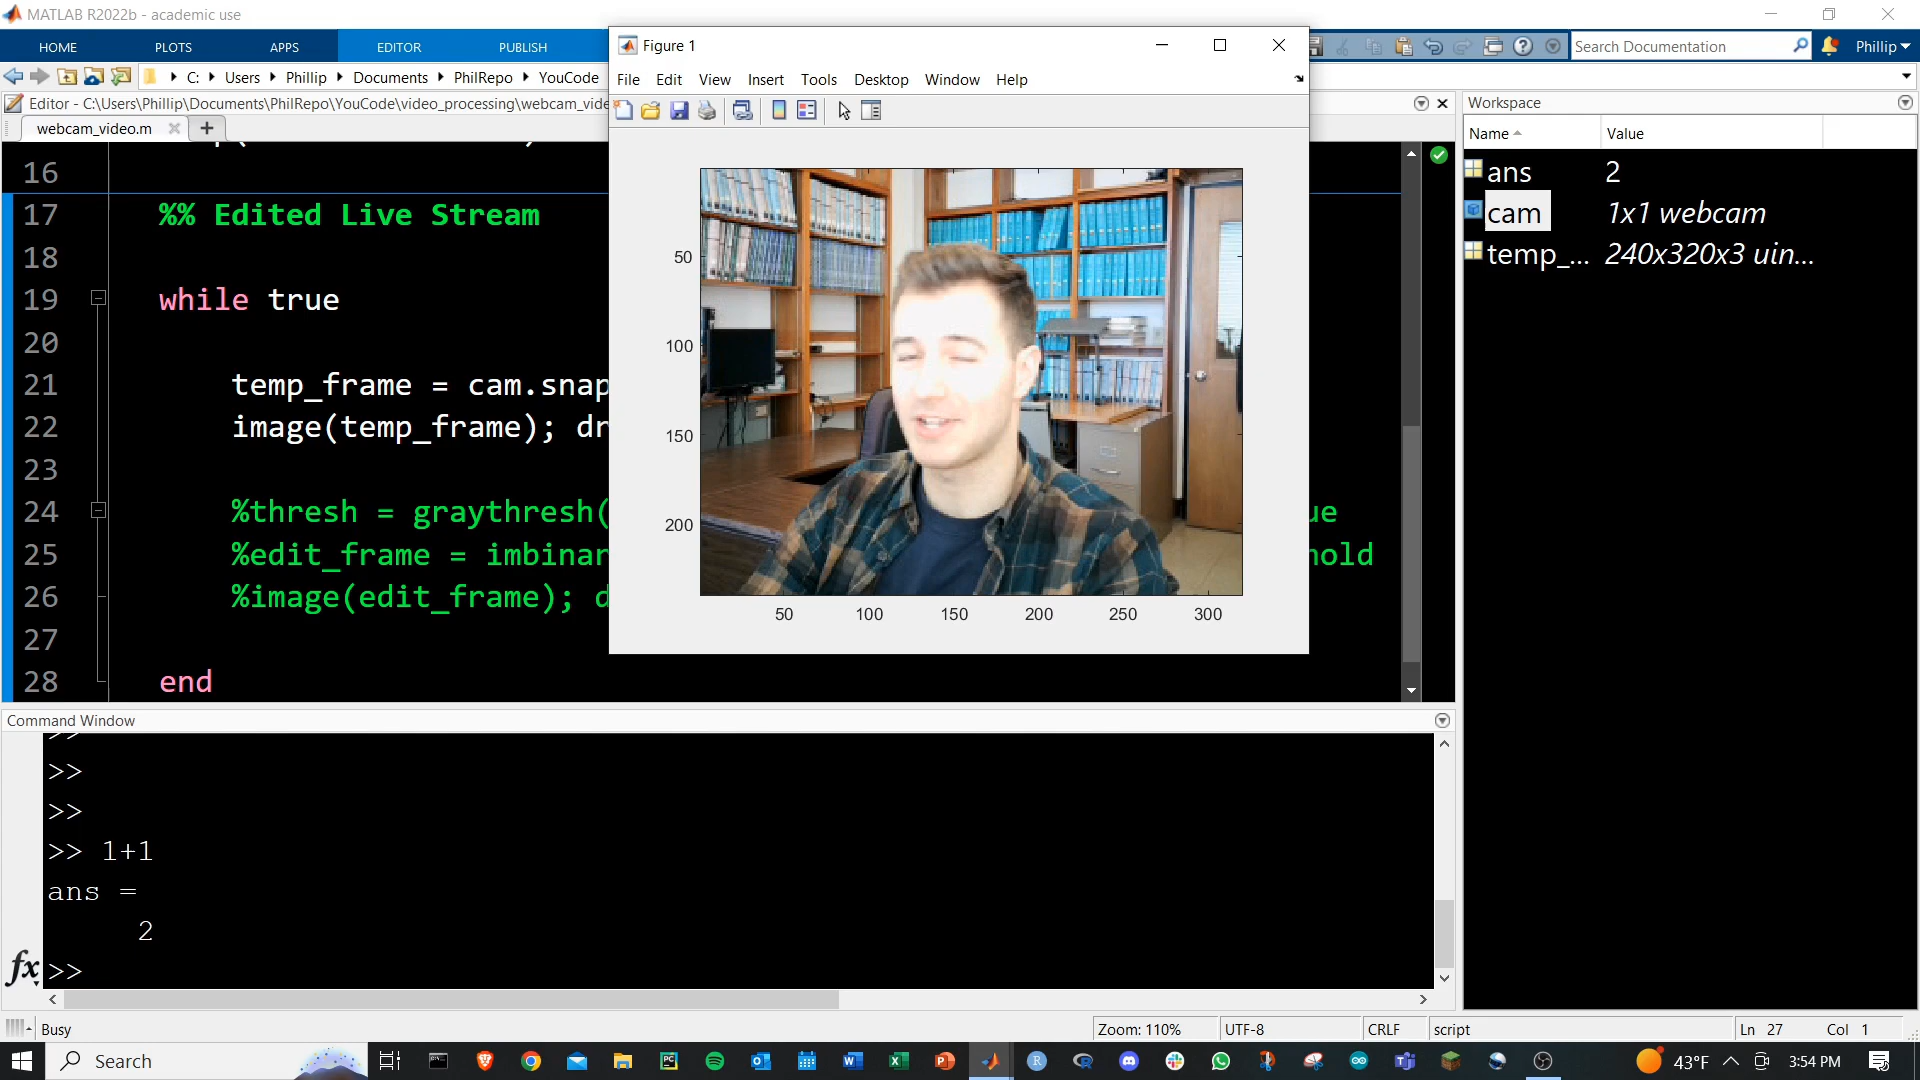 MATLAB R2022b - academic use
HOME PLOTS APPS EDITOR PUBLISH
Search Documentation
Phillip
C: Users Phillip Documents PhilRepo YouCode
Editor - C:\Users\Phillip\Documents\PhilRepo\YouCode\video_processing\webcam_vide
webcam_video.m
16
17 %% Edited Live Stream
18
19 while true
20
21 temp_frame = cam.snap
22 image(temp_frame); dr
23
24 %thresh = graythresh( ue
25 %edit_frame = imbinar hold
26 %image(edit_frame); d
27
28 end
Figure 1
File Edit View Insert Tools Desktop Window Help
50
100
150
200
50 100 150 200 250 300
Workspace
Name Value
ans 2
cam 1x1 webcam
temp_... 240x320x3 uin...
Command Window
>>
>>
>>
>> 1+1
ans =
2
fx >>
Busy
Zoom: 110% UTF-8 CRLF script Ln 27 Col 1
Search
43°F 3:54 PM